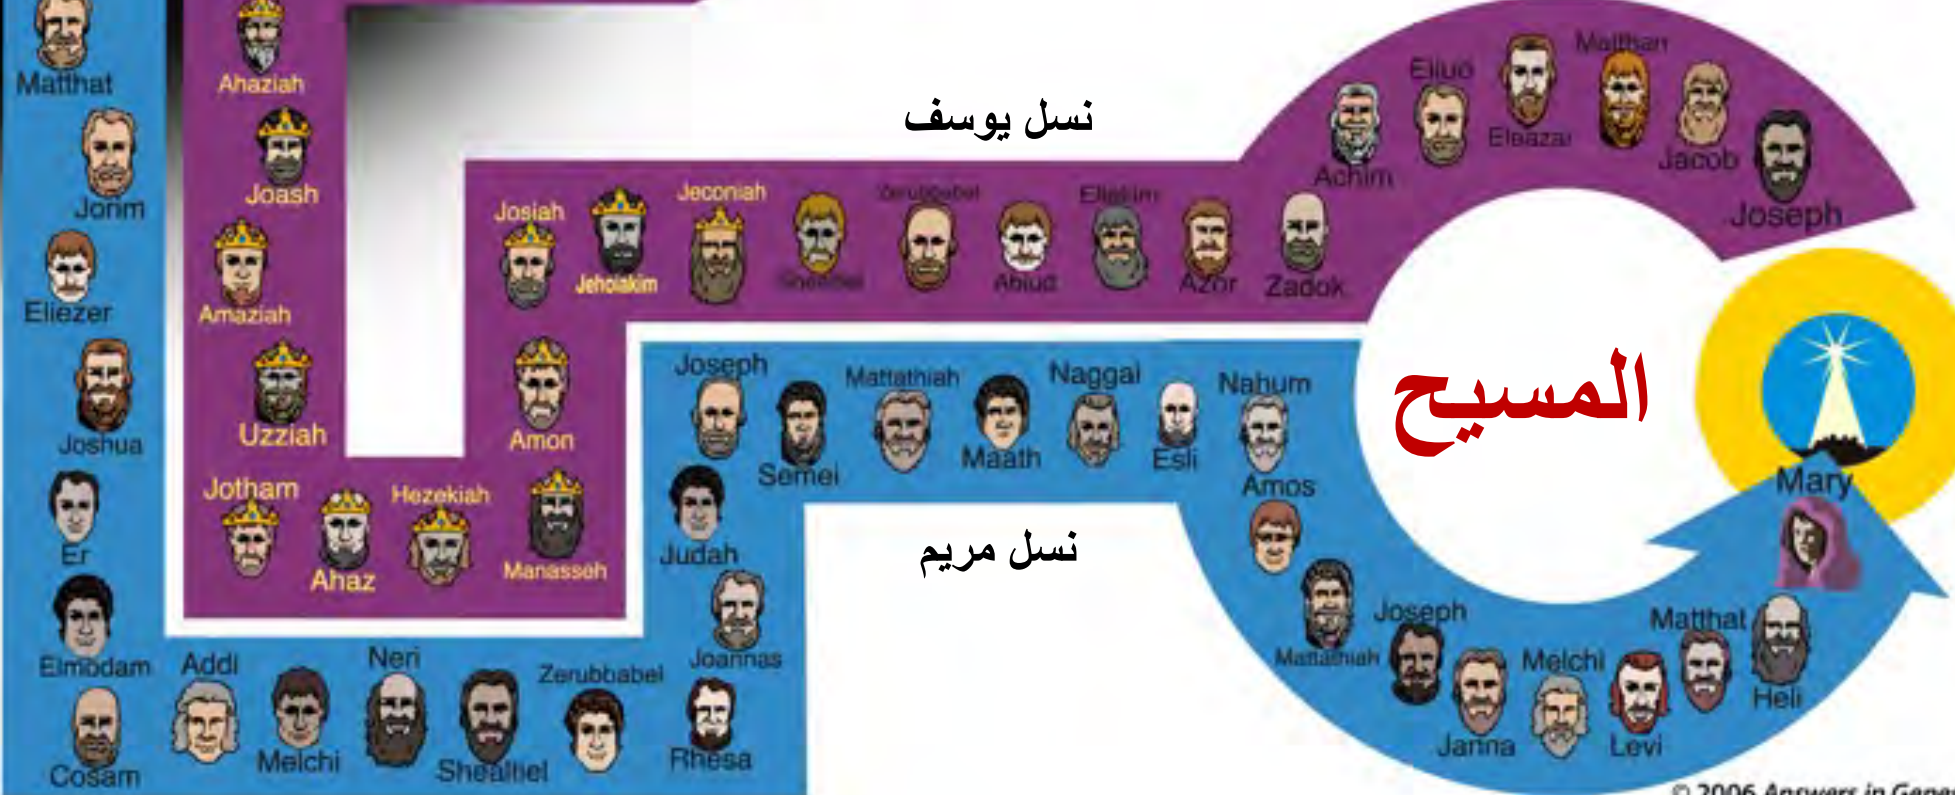 Matthat
Jorim
Eliezer
Joshua
Er
Elmodam
Cosam
Addi
Melchi
Neri
Shealtiel
Zerubbabel
Rhesa
Joannas
Judah
Joseph
Semei
Mattathiah
Maath
Naggai
Esli
Nahum
Amos
Mattathiah
Joseph
Janna
Melchi
Levi
Matthat
Heli
Mary
Ahaziah
Joash
Amaziah
Uzziah
Jotham
Ahaz
Hezekiah
Manasseh
Amon
Josiah
Jehoiakim
Jeconiah
Zerubbabel
Abiud
Eliakim
Azor
Zadok
Achim
Eliud
Eleazar
Matthan
Jacob
Joseph
نسل يوسف
نسل مريم
المسيح
© 2006 Answers in